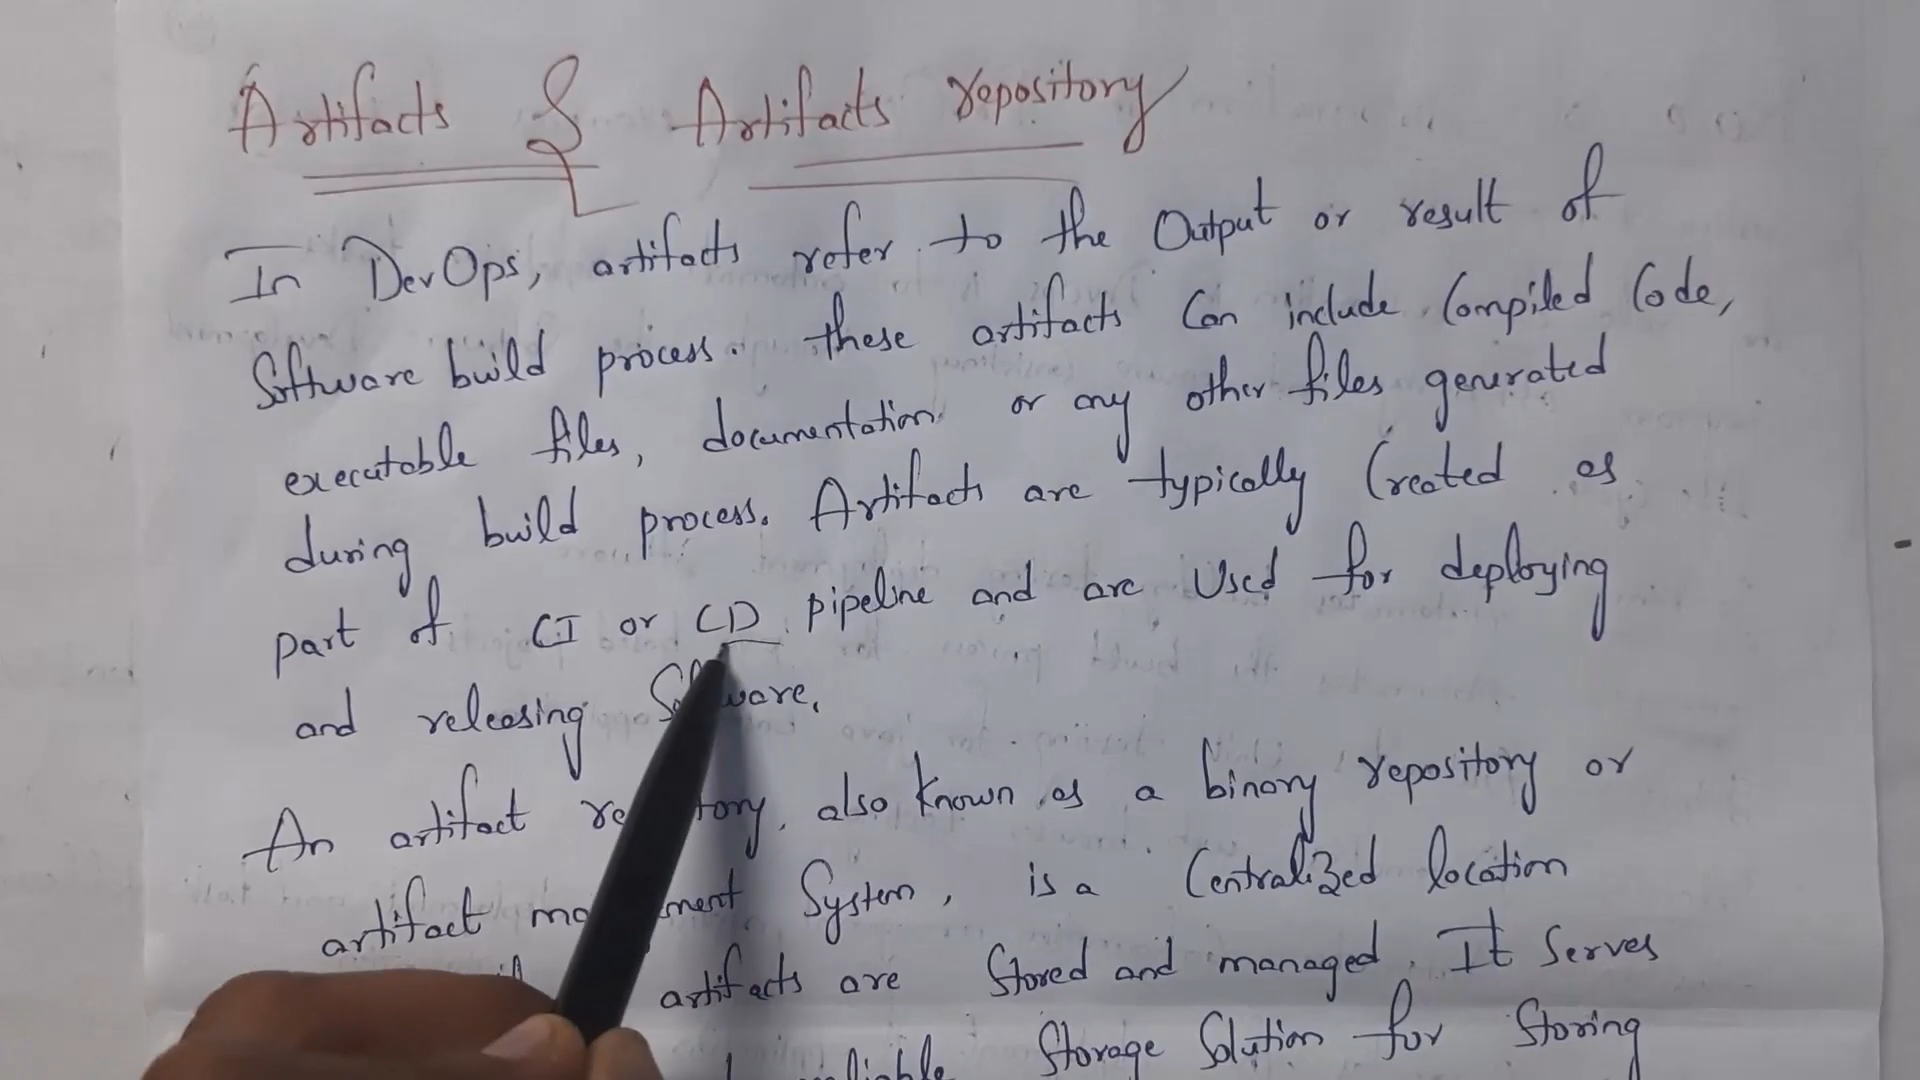 Artifacts & Artifacts repository
In DevOps, artifacts refer to the Output or result of
Software build process. these artifacts Can include Compiled Code,
executable files, documentation or any other files generated
during build process. Artifacts are typically Created as
part of CI or CD pipeline and are Used for deploying
and releasing Software.
An artifact repository, also known as a binary repository or
artifact management System, is a Centralized location
artifacts are Stored and managed. It Serves
Storage Solution for Storing